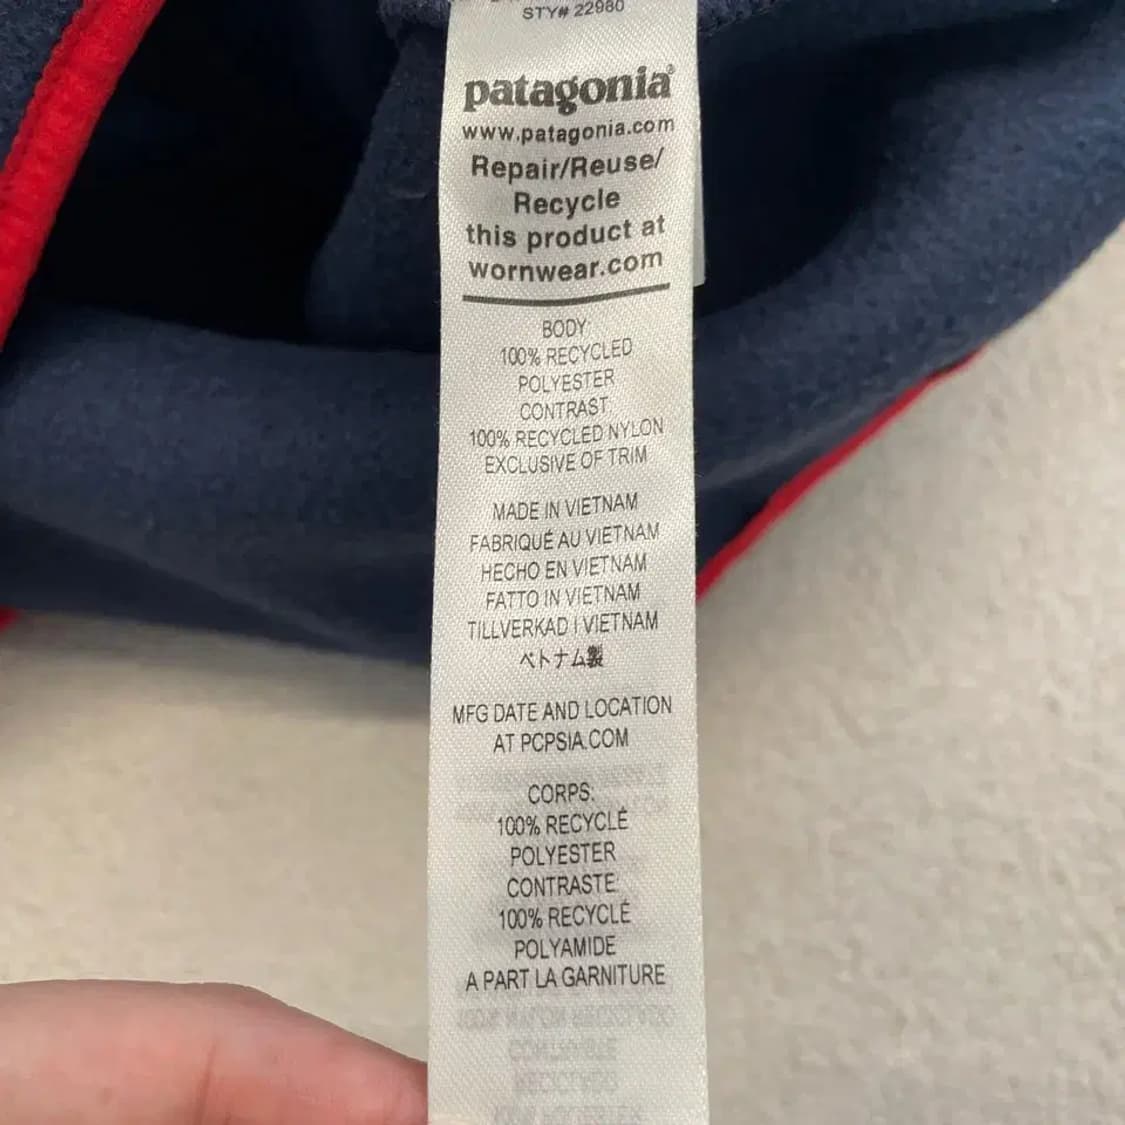 STY# 22980
patagonia®
www.patagonia.com
Repair/Reuse/
Recycle
this product at
wornwear.com
BODY:
100% RECYCLED
POLYESTER
CONTRAST:
100% RECYCLED NYLON
EXCLUSIVE OF TRIM
MADE IN VIETNAM
FABRIQUÉ AU VIETNAM
HECHO EN VIETNAM
FATTO IN VIETNAM
TILLVERKAD I VIETNAM
ベトナム製
MFG DATE AND LOCATION
AT PCPSIA.COM
CORPS:
100% RECYCLÉ
POLYESTER
CONTRASTE:
100% RECYCLÉ
POLYAMIDE
A PART LA GARNITURE